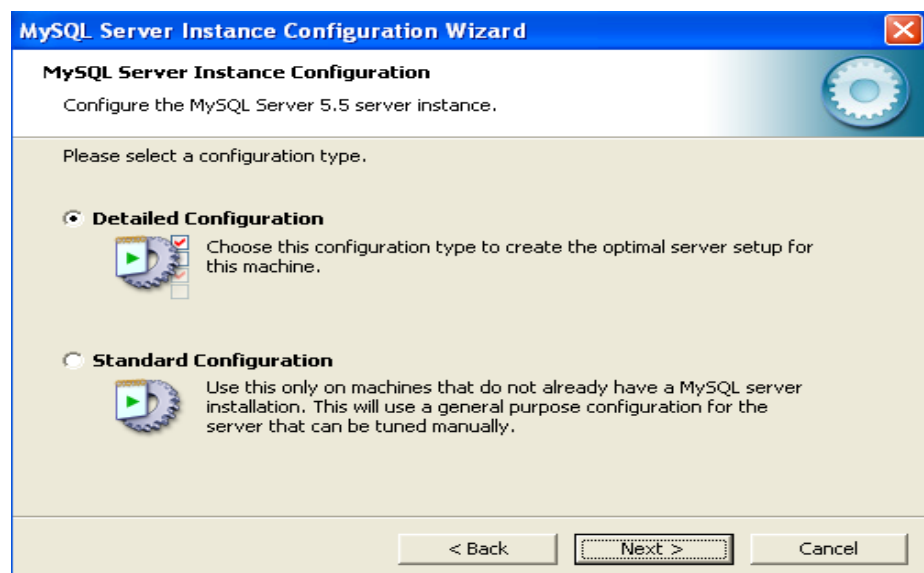 MySQL Server Instance Configuration Wizard
MySQL Server Instance Configuration
Configure the MySQL Server 5.5 server instance.
Please select a configuration type.
Detailed Configuration
Choose this configuration type to create the optimal server setup for
this machine.
Standard Configuration
Use this only on machines that do not already have a MySQL server
installation. This will use a general purpose configuration for the
server that can be tuned manually.
< Back Next > Cancel